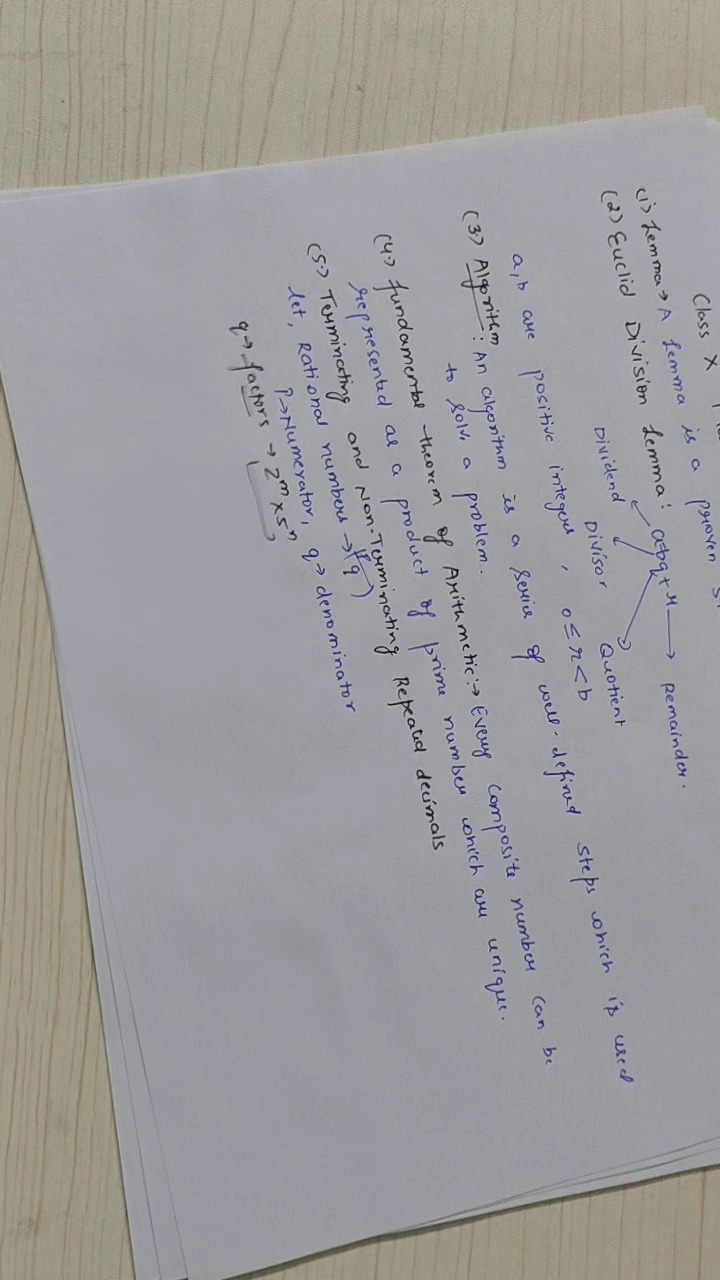 Class X
(1) Lemma → A lemma is a proven
(2) Euclid Division Lemma: a=bq+r → Remainder.
Dividend Divisor Quotient
a,b are positive integers, 0≤r<b
(3) Algorithm: An algorithm is a serie of well-defined steps which is used
to solv a problem.
(4.) fundamental theorem of Arithmetic:→ Every composite number can be
represented as a product of prime number which are unique.
(5.) Terminating and Non-Terminating Repeated decimals
let, Rational numbers → (p/q)
P→Numerator, q→denominator
q→factors → 2^m×5^n